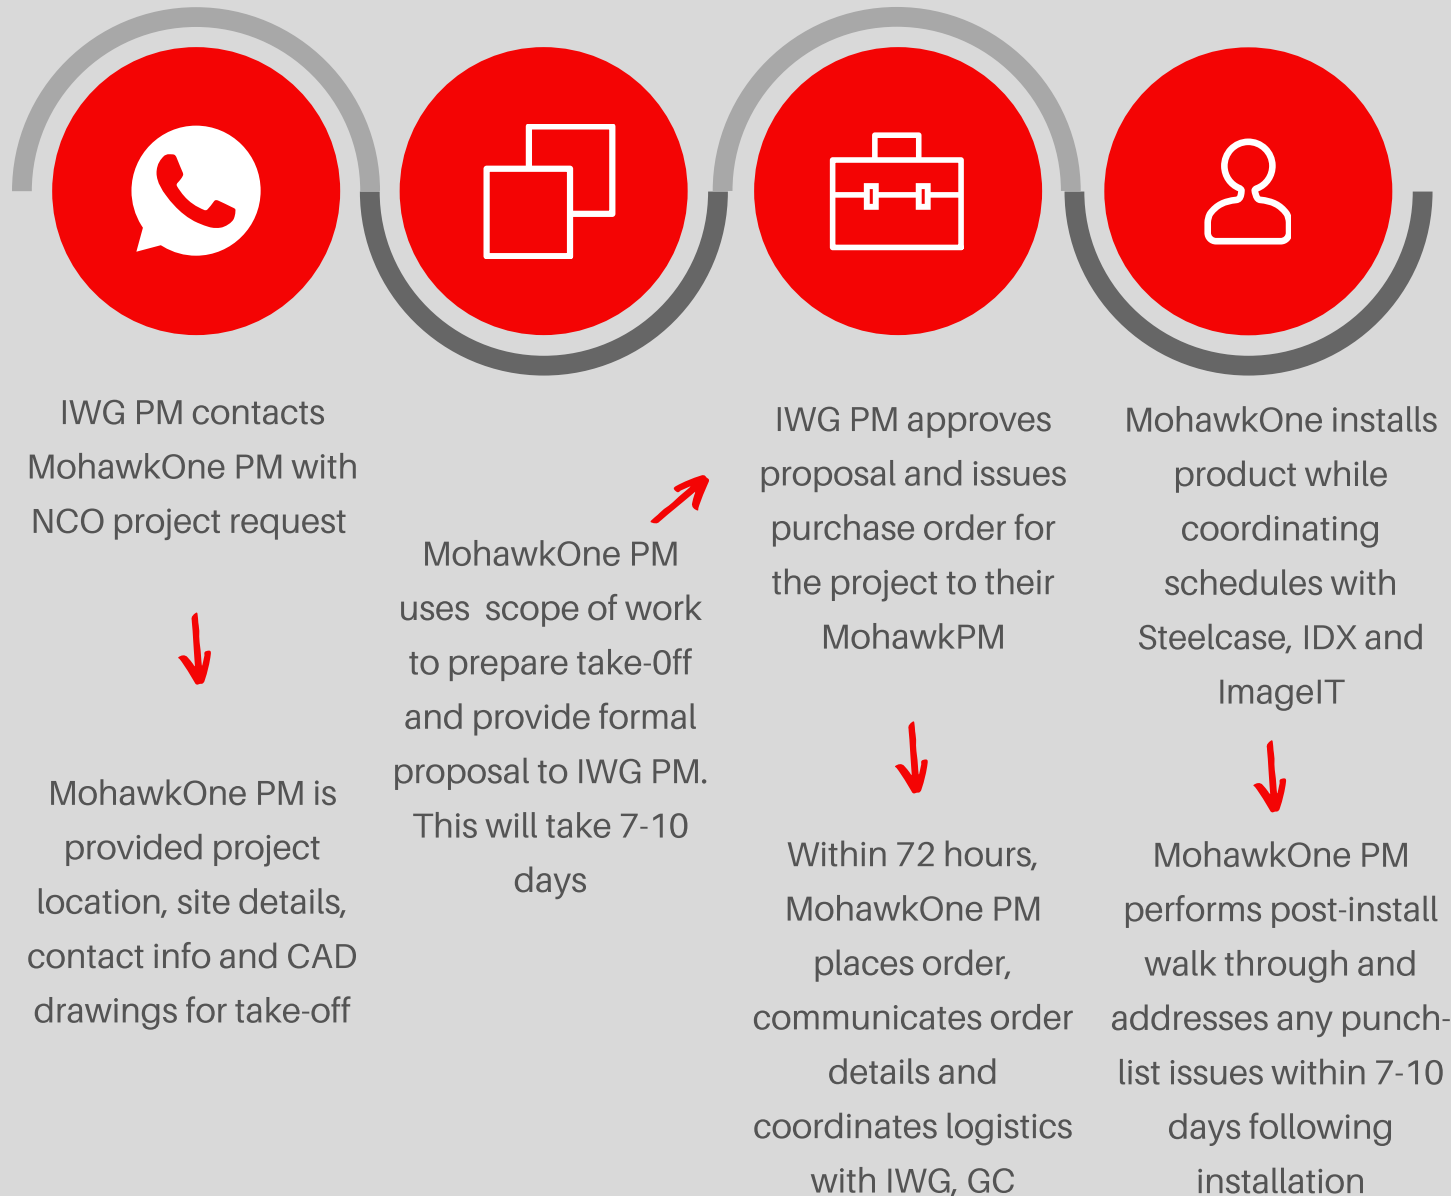 IWG PM contacts
MohawkOne PM with
NCO project request
MohawkOne PM is
provided project
location, site details,
contact info and CAD
drawings for take-off
MohawkOne PM
uses  scope of work
to prepare take-0ff
and provide formal
proposal to IWG PM.
This will take 7-10
days
IWG PM approves
proposal and issues
purchase order for
the project to their
MohawkPM
Within 72 hours,
MohawkOne PM
places order,
communicates order
details and
coordinates logistics
with IWG, GC
MohawkOne installs
product while
coordinating
schedules with
Steelcase, IDX and
ImageIT
MohawkOne PM
performs post-install
walk through and
addresses any punch-
list issues within 7-10
days following
installation